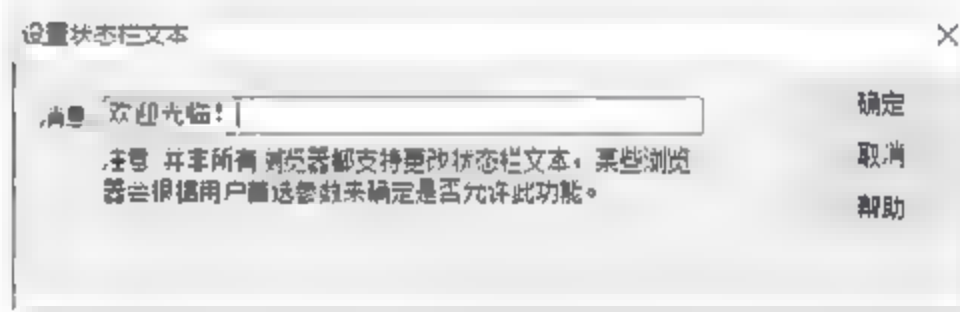 设置状态栏文本
消息 欢迎光临! 确定
注意 并非所有浏览器都支持更改状态栏文本。某些浏览 取消
器会根据用户首选参数来确定是否允许此功能。
帮助